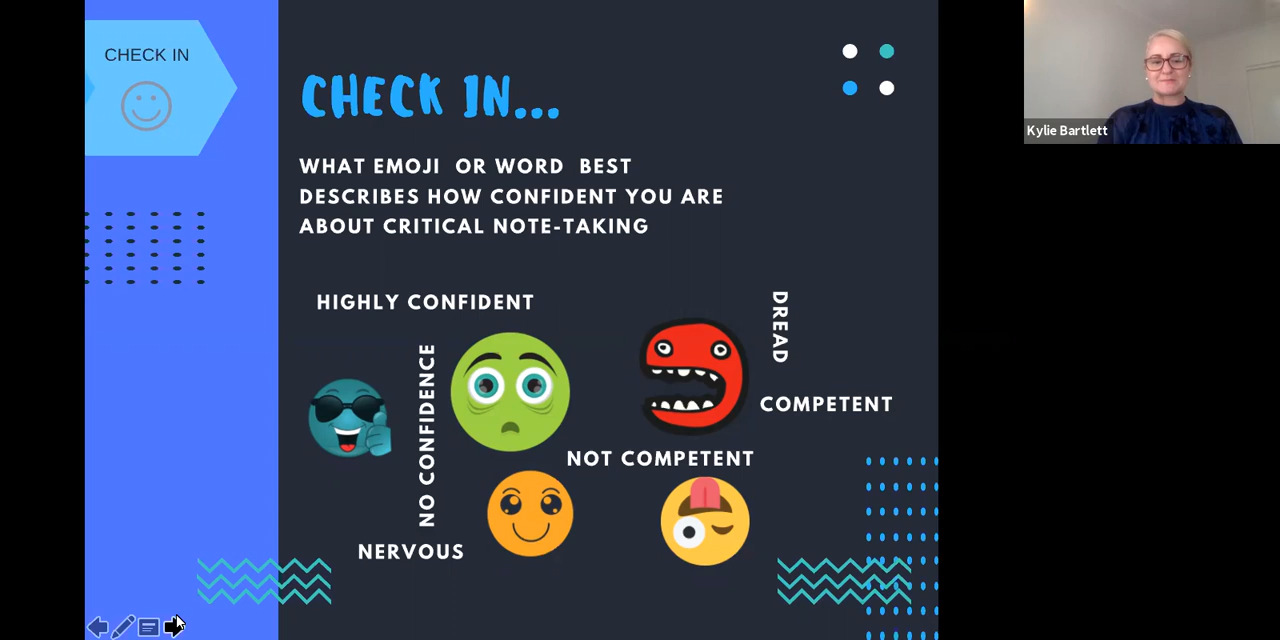 CHECK IN
CHECK IN...
WHAT EMOJI OR WORD BEST
DESCRIBES HOW CONFIDENT YOU ARE
ABOUT CRITICAL NOTE-TAKING
HIGHLY CONFIDENT
DREAD
NO CONFIDENCE
COMPETENT
NOT COMPETENT
NERVOUS
Kylie Bartlett